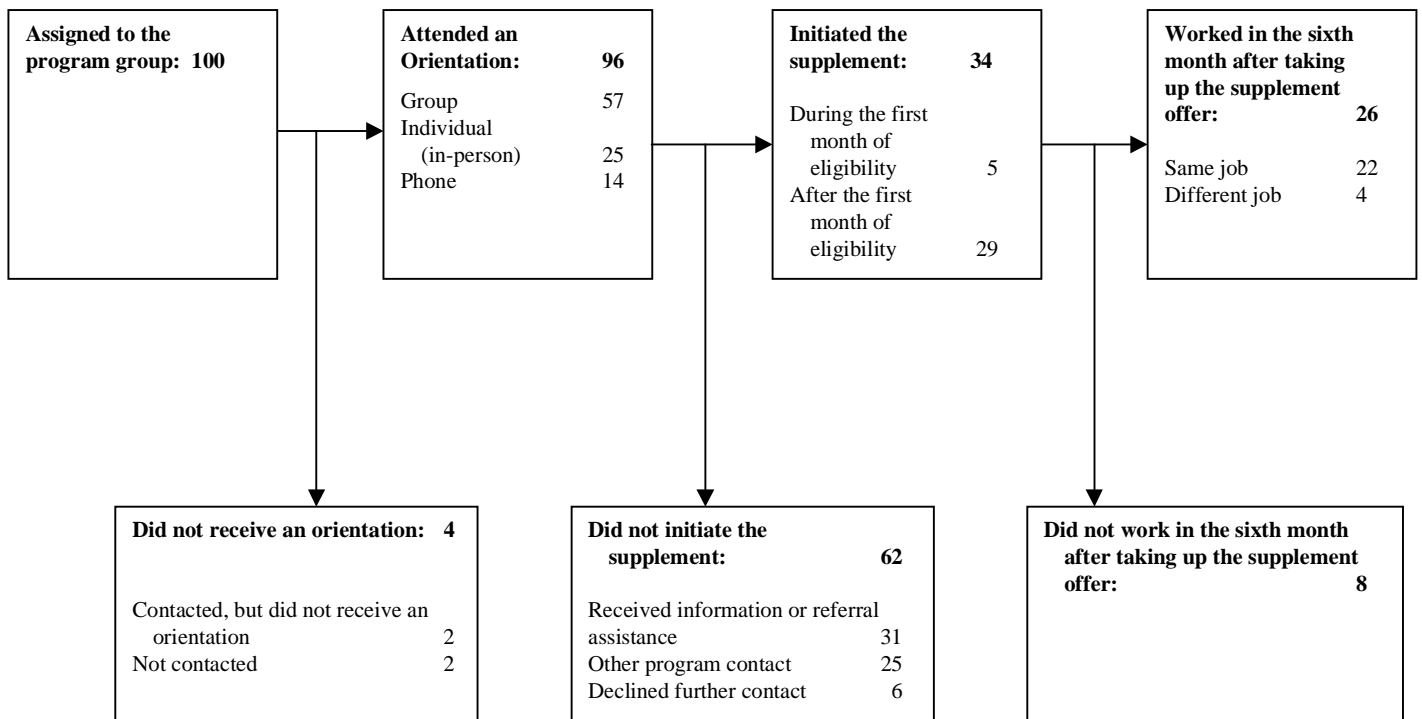 Assigned to the
program group: 100
Attended an
Orientation: 96
Group 57
Individual
(in-person) 25
Phone 14
Initiated the
supplement: 34
During the first
month of
eligibility 5
After the first
month of
eligibility 29
Worked in the sixth
month after taking
up the supplement
offer: 26
Same job 22
Different job 4
Did not receive an orientation: 4
Contacted, but did not receive an
orientation 2
Not contacted 2
Did not initiate the
supplement: 62
Received information or referral
assistance 31
Other program contact 25
Declined further contact 6
Did not work in the sixth month
after taking up the supplement
offer: 8